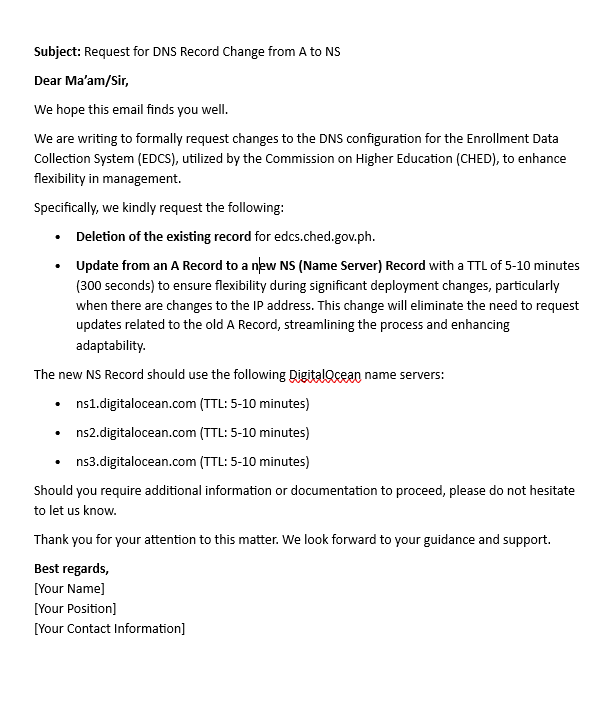 Subject: Request for DNS Record Change from A to NS
Dear Ma’am/Sir,
We hope this email finds you well.
We are writing to formally request changes to the DNS configuration for the Enrollment Data
Collection System (EDCS), utilized by the Commission on Higher Education (CHED), to enhance
flexibility in management.
Specifically, we kindly request the following:
• Deletion of the existing record for edcs.ched.gov.ph.
• Update from an A Record to a new NS (Name Server) Record with a TTL of 5-10 minutes
(300 seconds) to ensure flexibility during significant deployment changes, particularly
when there are changes to the IP address. This change will eliminate the need to request
updates related to the old A Record, streamlining the process and enhancing
adaptability.
The new NS Record should use the following DigitalOcean name servers:
• ns1.digitalocean.com (TTL: 5-10 minutes)
• ns2.digitalocean.com (TTL: 5-10 minutes)
• ns3.digitalocean.com (TTL: 5-10 minutes)
Should you require additional information or documentation to proceed, please do not hesitate
to let us know.
Thank you for your attention to this matter. We look forward to your guidance and support.
Best regards,
[Your Name]
[Your Position]
[Your Contact Information]